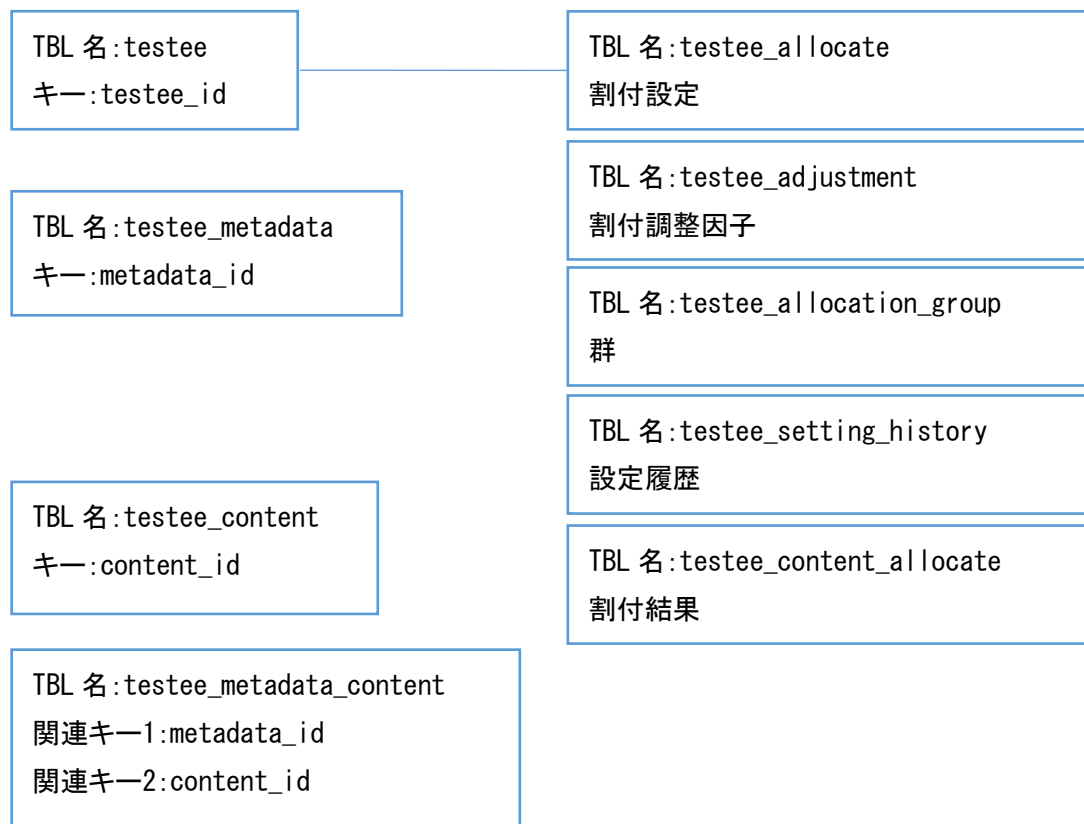 TBL 名:testee
キー:testee_id
TBL 名:testee_metadata
キー:metadata_id
TBL 名:testee_content
キー:content_id
TBL 名:testee_metadata_content
関連キー1:metadata_id
関連キー2:content_id
TBL 名:testee_allocate
割付設定
TBL 名:testee_adjustment
割付調整因子
TBL 名:testee_allocation_group
群
TBL 名:testee_setting_history
設定履歴
TBL 名:testee_content_allocate
割付結果